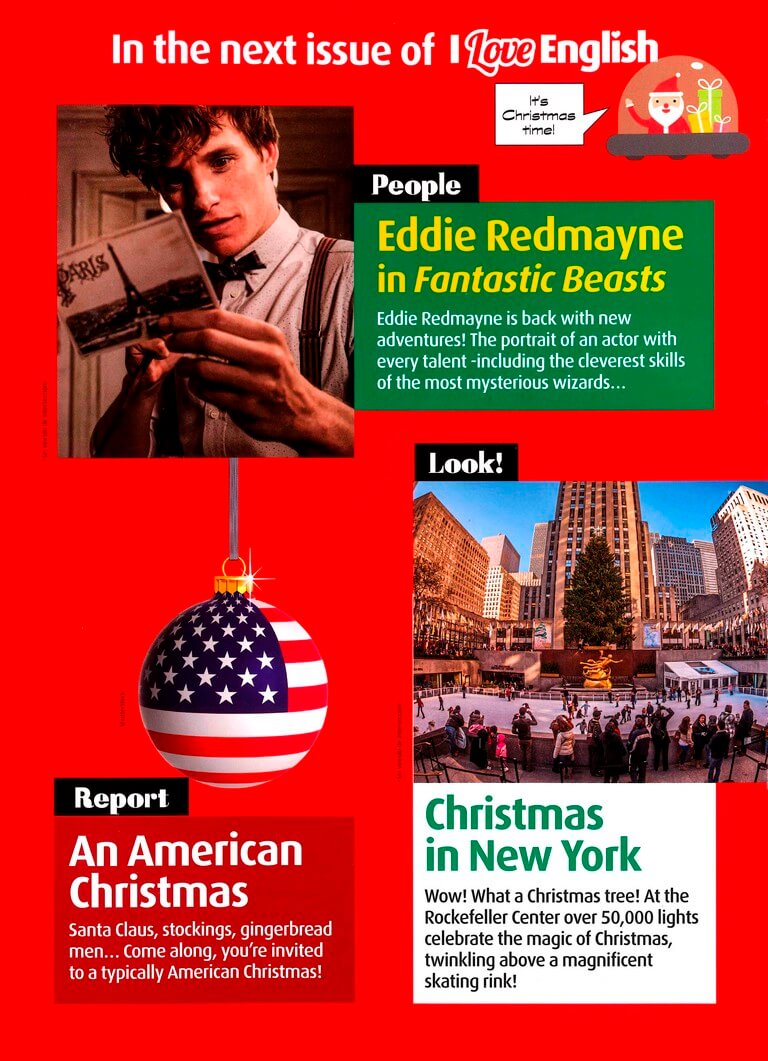 In the next issue of I Love English
It's
Christmas
time!
PARIS
People
Eddie Redmayne
in Fantastic Beasts
Eddie Redmayne is back with new
adventures! The portrait of an actor with
every talent -including the cleverest skills
of the most mysterious wizards...
Look!
Report
An American
Christmas
Santa Claus, stockings, gingerbread
men... Come along, you're invited
to a typically American Christmas!
Christmas
in New York
Wow! What a Christmas tree! At the
Rockefeller Center over 50,000 lights
celebrate the magic of Christmas,
twinkling above a magnificent
skating rink!